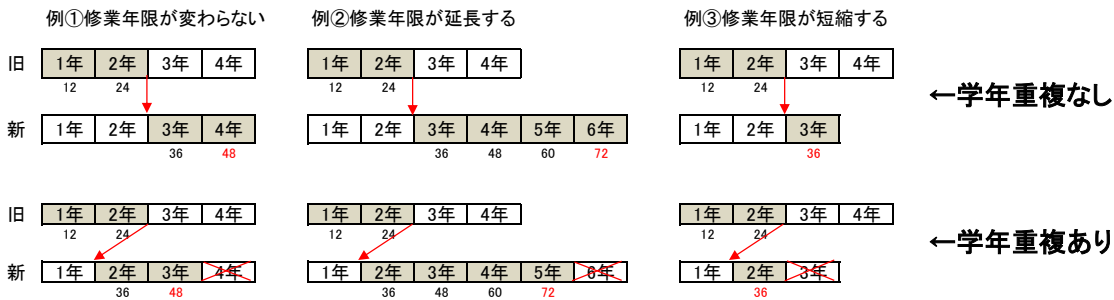 例①修業年限が変わらない 例②修業年限が延長する 例③修業年限が短縮する
旧 1年 2年 3年 4年 1年 2年 3年 4年 1年 2年 3年 4年
12 24 12 24 12 24
←学年重複なし
新 1年 2年 3年 4年 1年 2年 3年 4年 5年 6年 1年 2年 3年
36 48 36 48 60 72 36
旧 1年 2年 3年 4年 1年 2年 3年 4年 1年 2年 3年 4年
12 24 12 24 12 24
←学年重複あり
新 1年 2年 3年 4年 1年 2年 3年 4年 5年 6年 1年 2年 3年
36 48 36 48 60 72 36